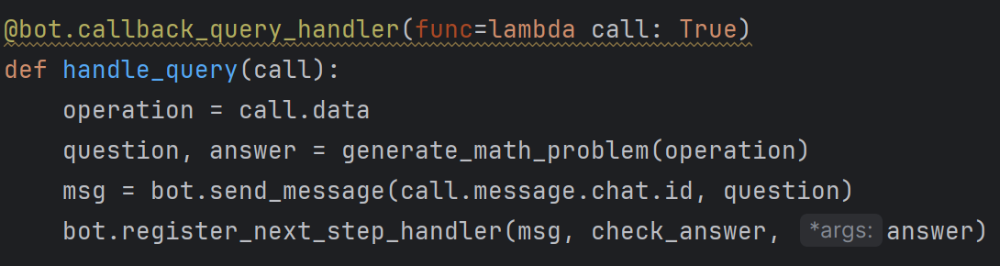 @bot.callback_query_handler(func=lambda call: True)
def handle_query(call):
    operation = call.data
    question, answer = generate_math_problem(operation)
    msg = bot.send_message(call.message.chat.id, question)
    bot.register_next_step_handler(msg, check_answer, *args: answer)